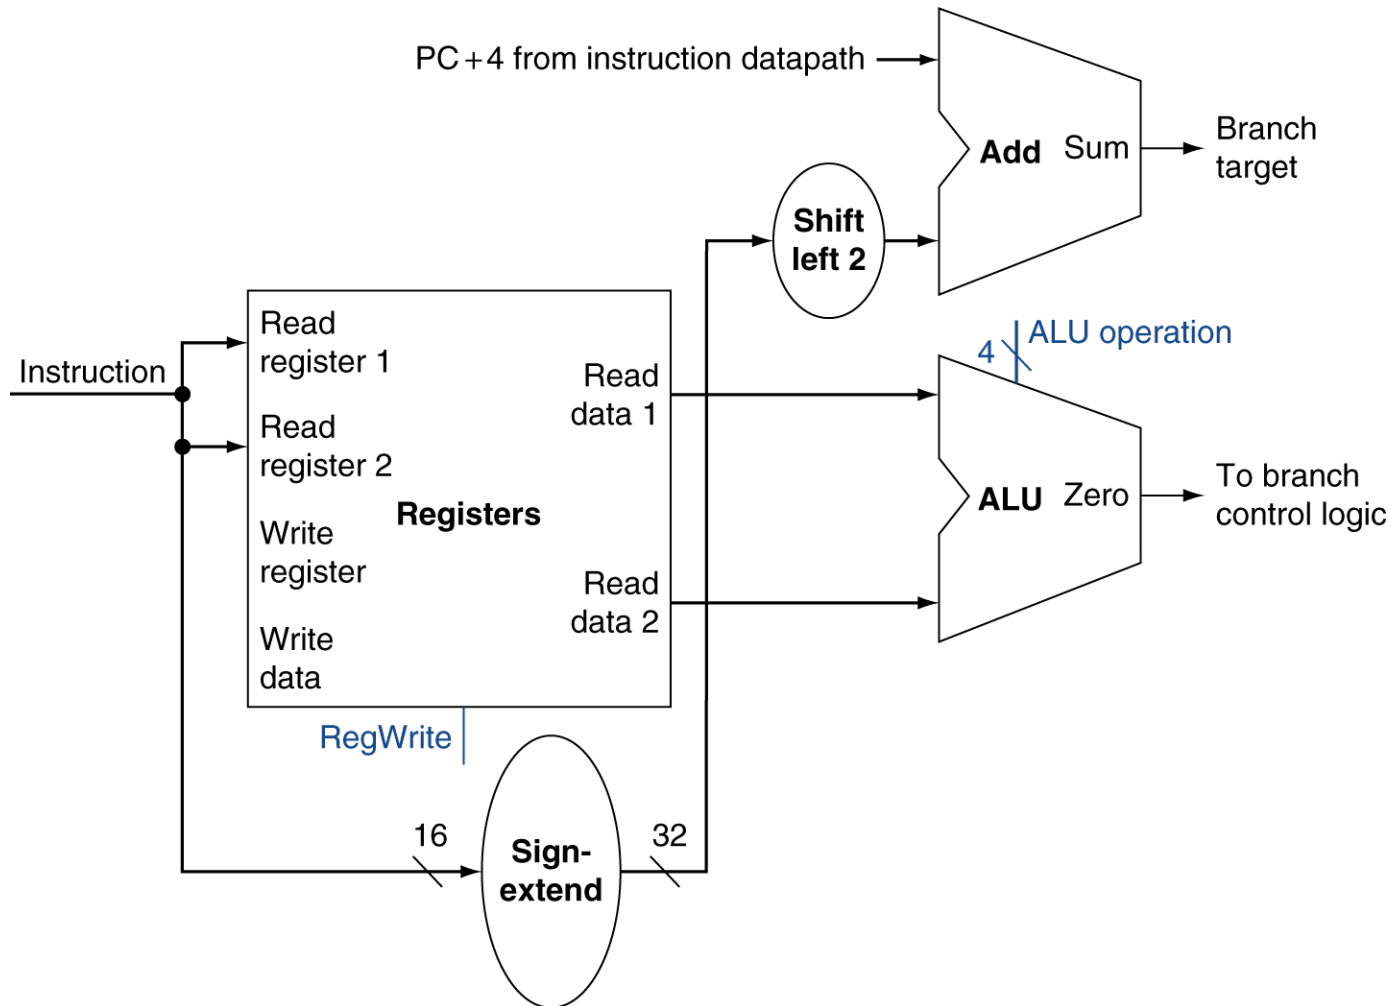 PC+4 from instruction datapath
Add
Sum
Branch
target
Shift
left 2
ALU operation
4
Instruction
Read
register 1
Read
register 2
Write
register
Write
data
Registers
Read
data 1
Read
data 2
ALU
Zero
To branch
control logic
RegWrite
16
Sign-
extend
32